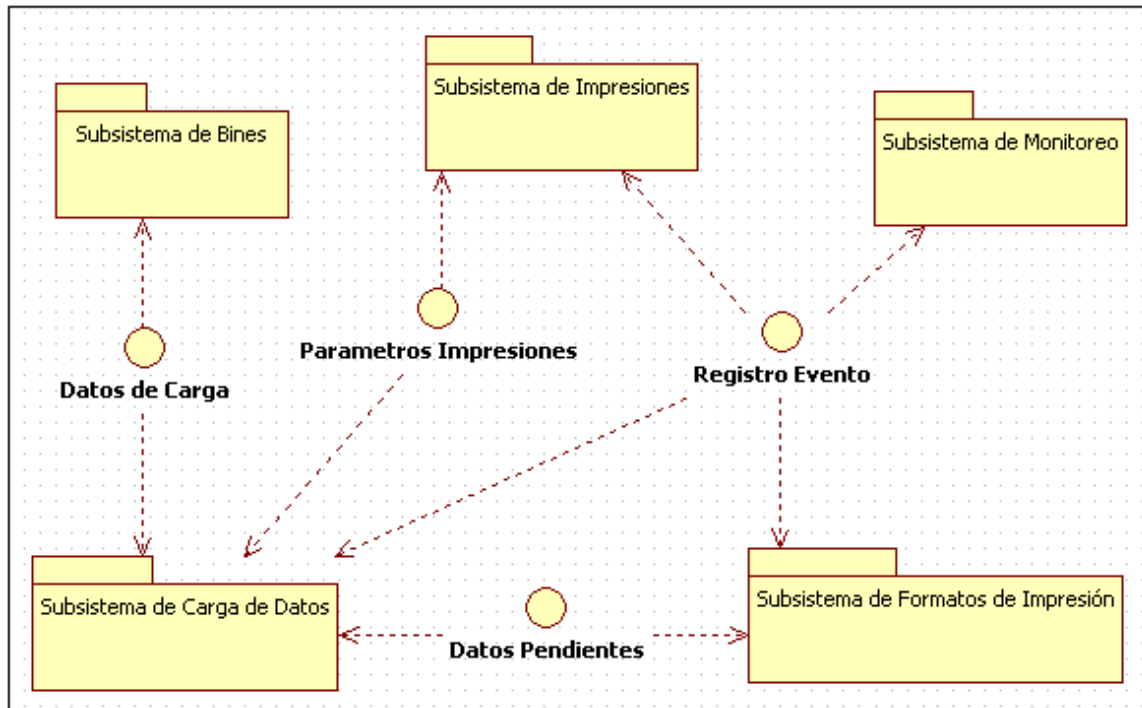 Subsistema de Impresiones
Subsistema de Bines
Subsistema de Monitoreo
Parametros Impresiones
Registro Evento
Datos de Carga
Subsistema de Carga de Datos
Subsistema de Formatos de Impresión
Datos Pendientes